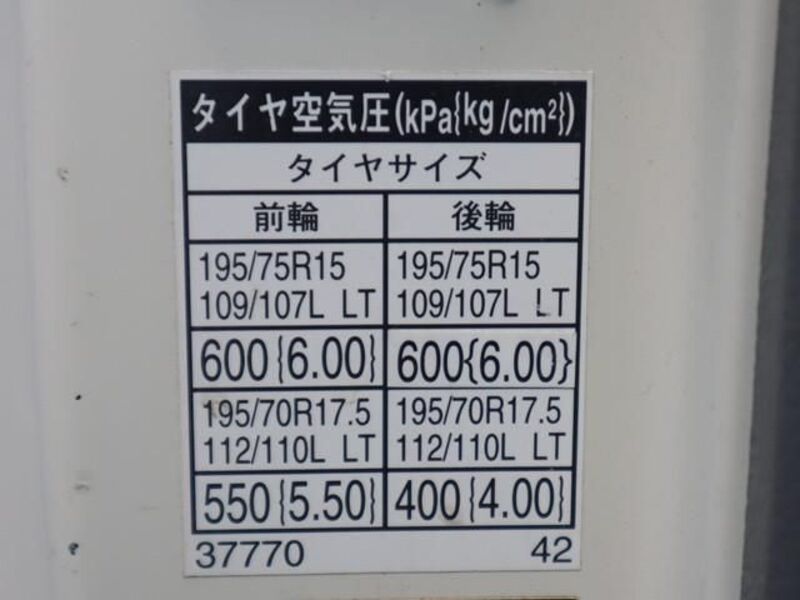 タイヤ空気圧(kPa{kg/cm²})
タイヤサイズ
前輪 後輪
195/75R15 195/75R15
109/107L LT 109/107L LT
600{6.00} 600{6.00}
195/70R17.5 195/70R17.5
112/110L LT 112/110L LT
550{5.50} 400{4.00}
37770 42